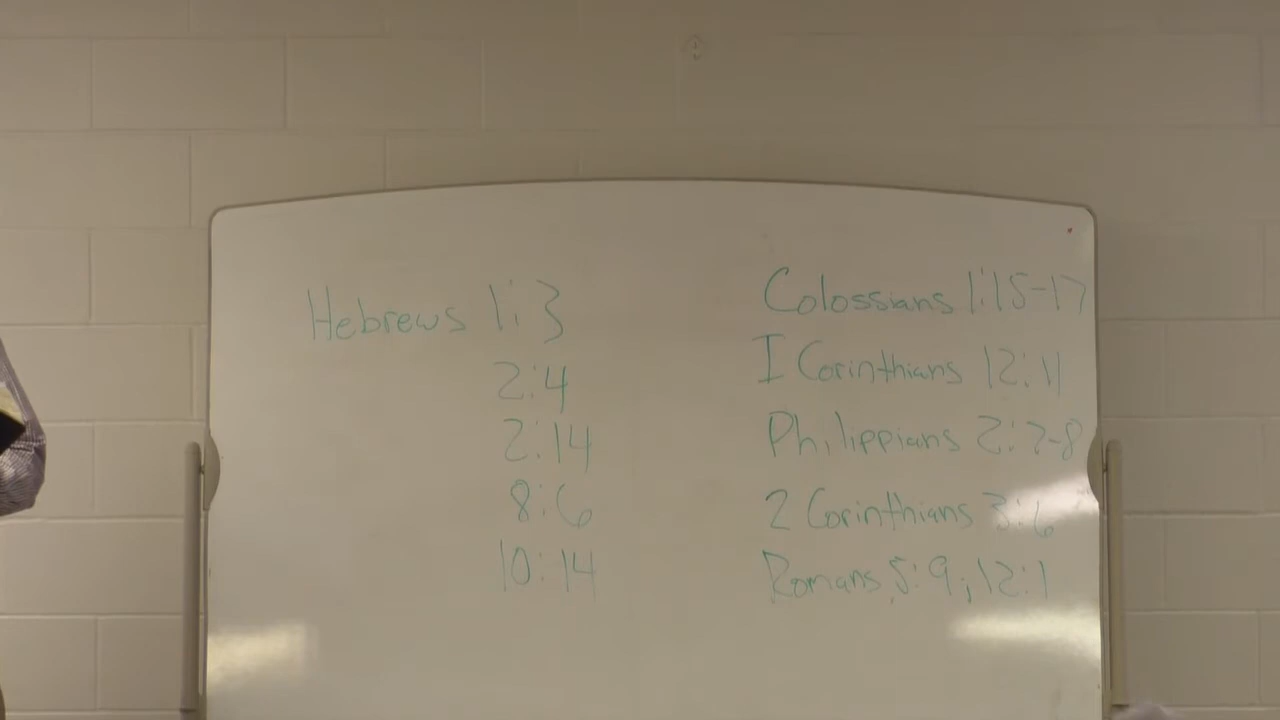 Hebrews 1:3
2:4
2:14
8:6
10:14
Colossians 1:15-17
I Corinthians 12:11
Philippians 2:7-8
2 Corinthians 3:6
Romans 5:9; 12:1